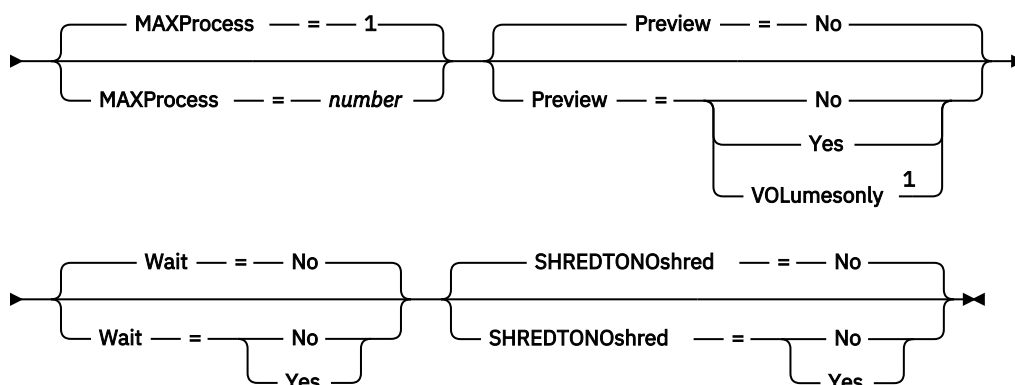 MAXProcess = 1 Preview = No
MAXProcess = number Preview = No
Yes
VOLumesonly 1
Wait = No SHREDTONOshred = No
Wait = No SHREDTONOshred = No
Yes Yes